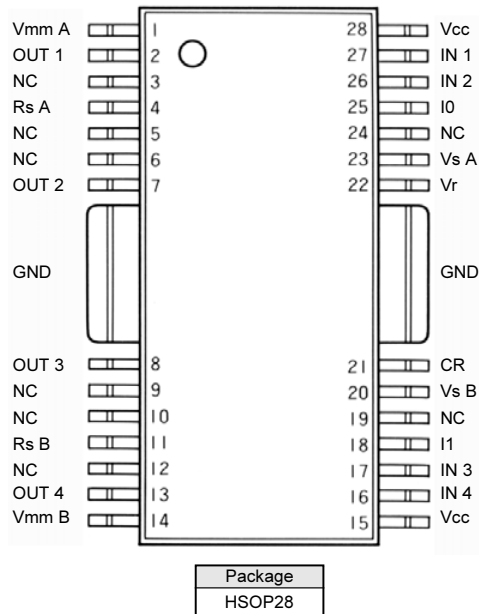 Vmm A 1 28 Vcc
OUT 1 2 27 IN 1
NC 3 26 IN 2
Rs A 4 25 I0
NC 5 24 NC
NC 6 23 Vs A
OUT 2 7 22 Vr
GND GND
OUT 3 8 21 CR
NC 9 20 Vs B
NC 10 19 NC
Rs B 11 18 I1
NC 12 17 IN 3
OUT 4 13 16 IN 4
Vmm B 14 15 Vcc
Package
HSOP28